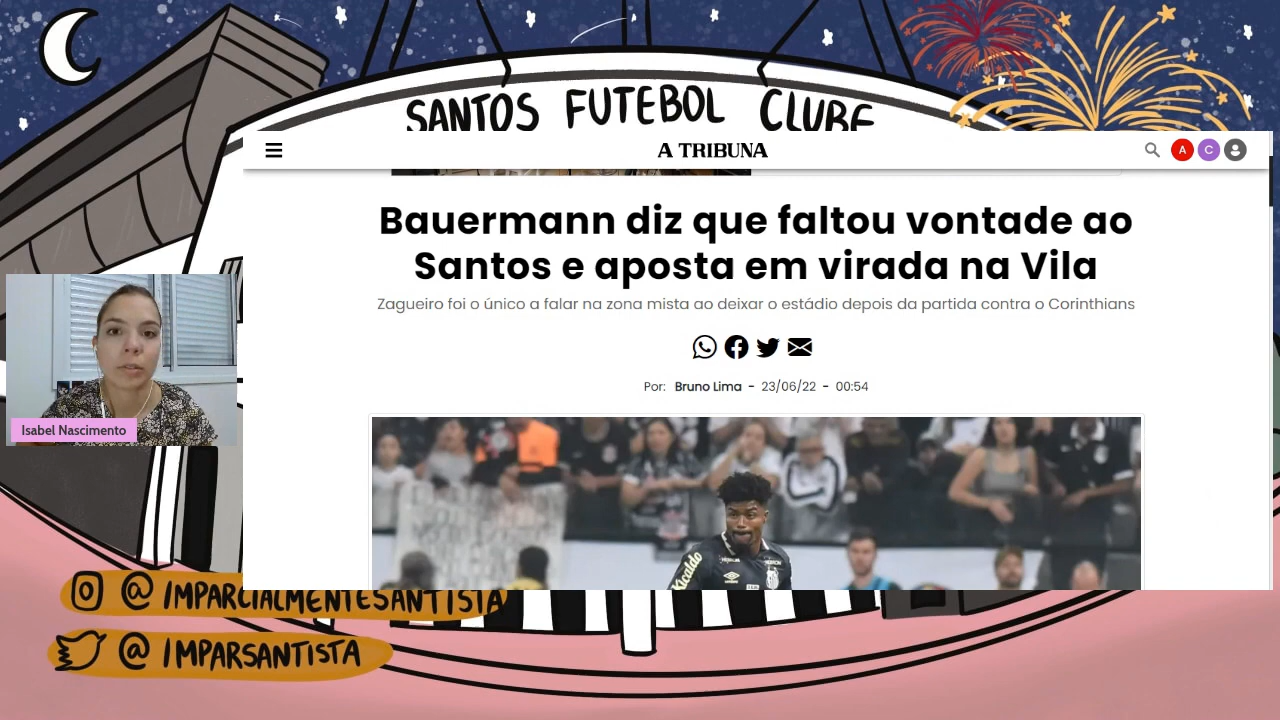 SANTOS FUTEBOL CLUBE
A TRIBUNA
A
C
Bauermann diz que faltou vontade ao
Santos e aposta em virada na Vila
Zagueiro foi o único a falar na zona mista ao deixar o estádio depois da partida contra o Corinthians
Por: Bruno Lima - 23/06/22 - 00:54
Isabel Nascimento
Kicaldo
@ IMPARCIALMENTESANTISTA
@ IMPARSANTISTA